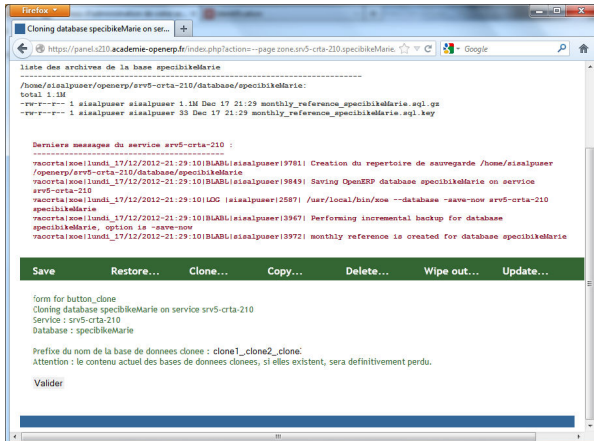 Firefox
Cloning database specibikeMarie on ser...
https://panel.s210.academie-openerp.fr/index.php?action=--page zone.srv5-crta-210.specibikeMarie.
Google
liste des archives de la base specibikeMarie
/home/sisalpuser/openerp/srv5-crta-210/database/specibikeMarie:
total 1.1M
-rw-r--r-- 1 sisalpuser sisalpuser 1.1M Dec 17 21:29 monthly_reference_specibikeMarie.sql.gz
-rw-r--r-- 1 sisalpuser sisalpuser 33 Dec 17 21:29 monthly_reference_specibikeMarie.sql.key
Derniers messages du service srv5-crta-210 :
vaccrta|xoe|lundi_17/12/2012-21:29:10|BLABL|sisalpuser|9781| Creation du repertoire de sauvegarde /home/sisalpuser
/openerp/srv5-crta-210/database/specibikeMarie
vaccrta|xoe|lundi_17/12/2012-21:29:10|BLABL|sisalpuser|9849| Saving OpenERP database specibikeMarie on service
srv5-crta-210
vaccrta|xoe|lundi_17/12/2012-21:29:10|LOG |sisalpuser|2587| /usr/local/bin/xoe --database -save-now srv5-crta-210
specibikeMarie
vaccrta|xoe|lundi_17/12/2012-21:29:10|BLABL|sisalpuser|3967| Performing incremental backup for database
specibikeMarie, option is -save-now
vaccrta|xoe|lundi_17/12/2012-21:29:10|BLABL|sisalpuser|3972| monthly reference is created for database specibikeMarie
Save Restore... Clone... Copy... Delete... Wipe out... Update...
form for button_clone
Cloning database specibikeMarie on service srv5-crta-210
Service : srv5-crta-210
Database : specibikeMarie
Prefixe du nom de la base de donnees clonee : clone1_,clone2_,clone
Attention : le contenu actuel des bases de donnees clonees, si elles existent, sera definitivement perdu.
Valider